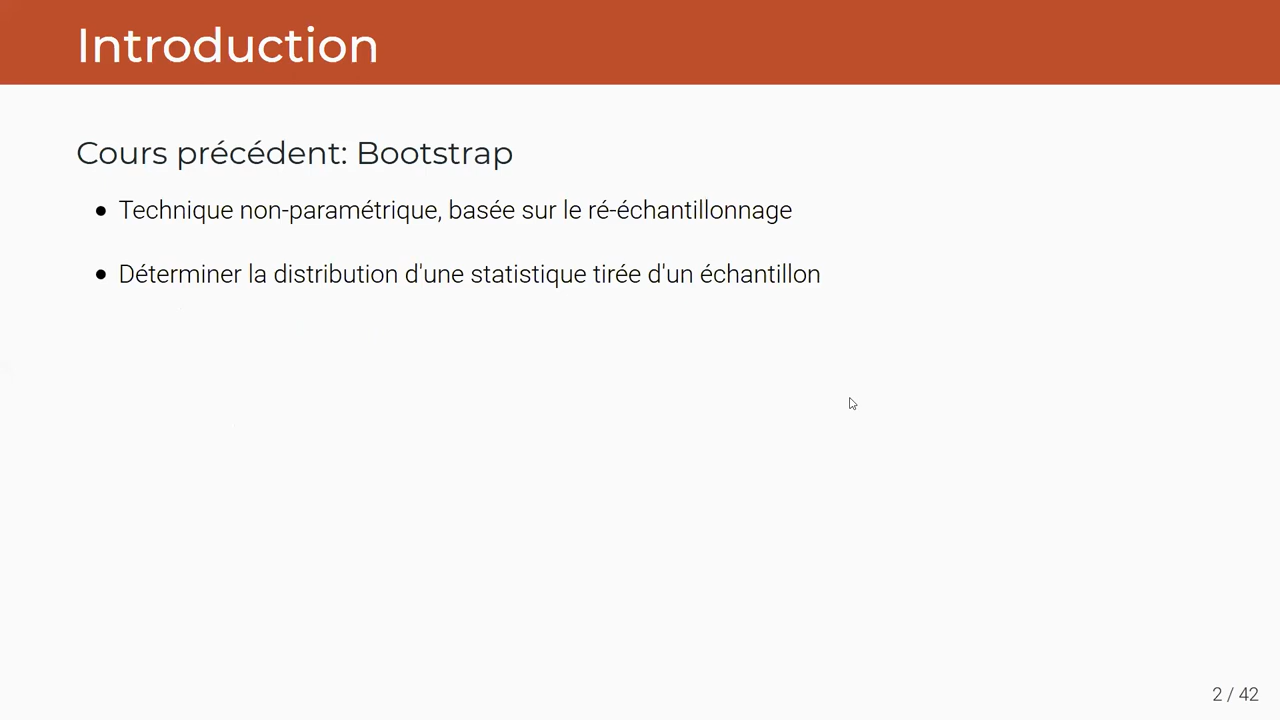 Introduction
Cours précédent: Bootstrap
Technique non-paramétrique, basée sur le ré-échantillonnage
Déterminer la distribution d'une statistique tirée d'un échantillon
2 / 42